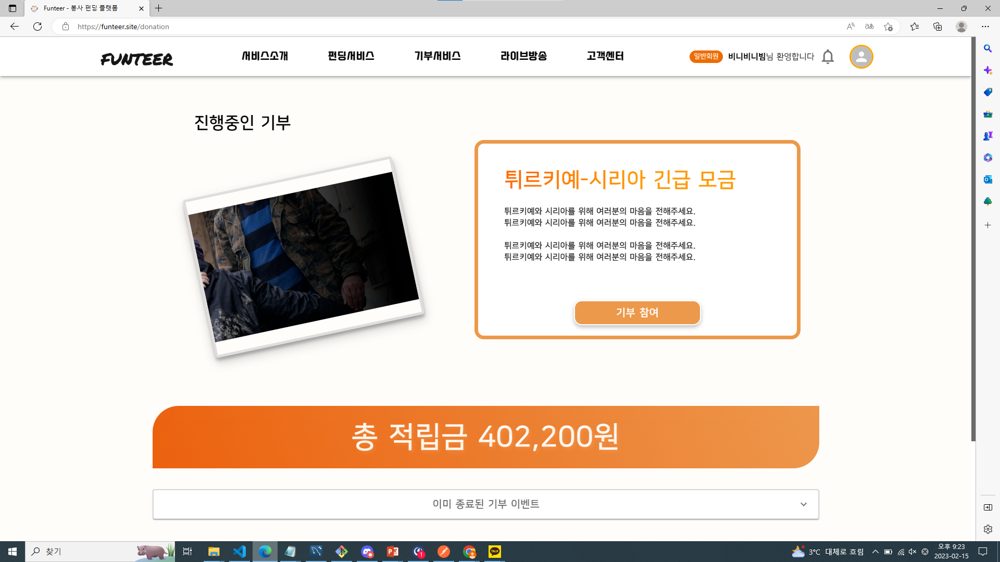 Funteer - 봉사 펀딩 플랫폼
https://funteer.site/donation
FUNTEER
서비스소개
펀딩서비스
기부서비스
라이브방송
고객센터
일반회원
비니비니빔님 환영합니다
진행중인 기부
튀르키예-시리아 긴급 모금
튀르키예와 시리아를 위해 여러분의 마음을 전해주세요.
튀르키예와 시리아를 위해 여러분의 마음을 전해주세요.
튀르키예와 시리아를 위해 여러분의 마음을 전해주세요.
튀르키예와 시리아를 위해 여러분의 마음을 전해주세요.
기부 참여
총 적립금 402,200원
이미 종료된 기부 이벤트
찾기
TALK
1
3°C 대체로 흐림
오후 9:23
2023-02-15